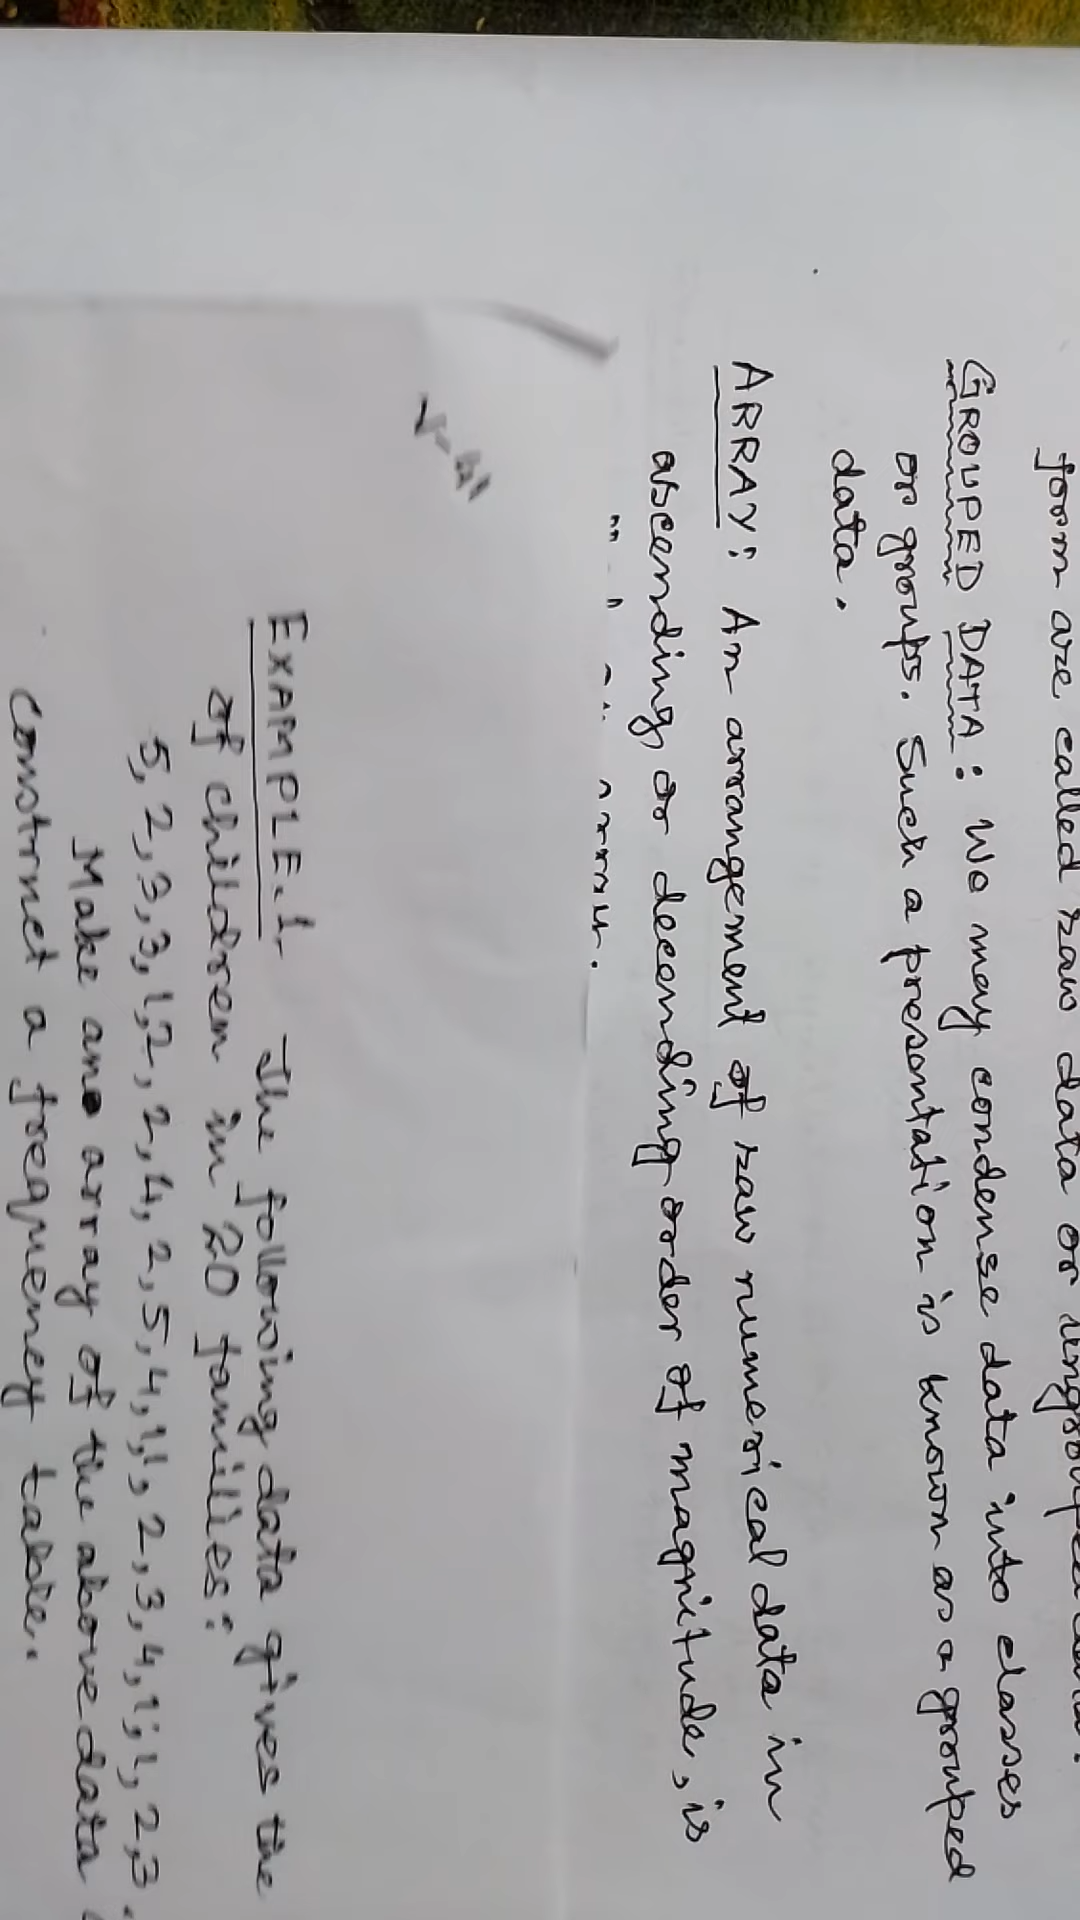 form are called raw data or ungrouped data.
GROUPED DATA: We may condense data into classes
or groups. Such a presentation is known as a grouped
data.
ARRAY: An arrangement of raw numerical data in
ascending or decending order of magnitude, is
EXAMPLE.1. The following data gives the
of children in 20 families:
5, 2, 3, 3, 1, 2, 2, 4, 2, 5, 4, 1, 1, 2, 3, 4, 1, 1, 2, 3.
Make an array of the above data
construct a frequency table.